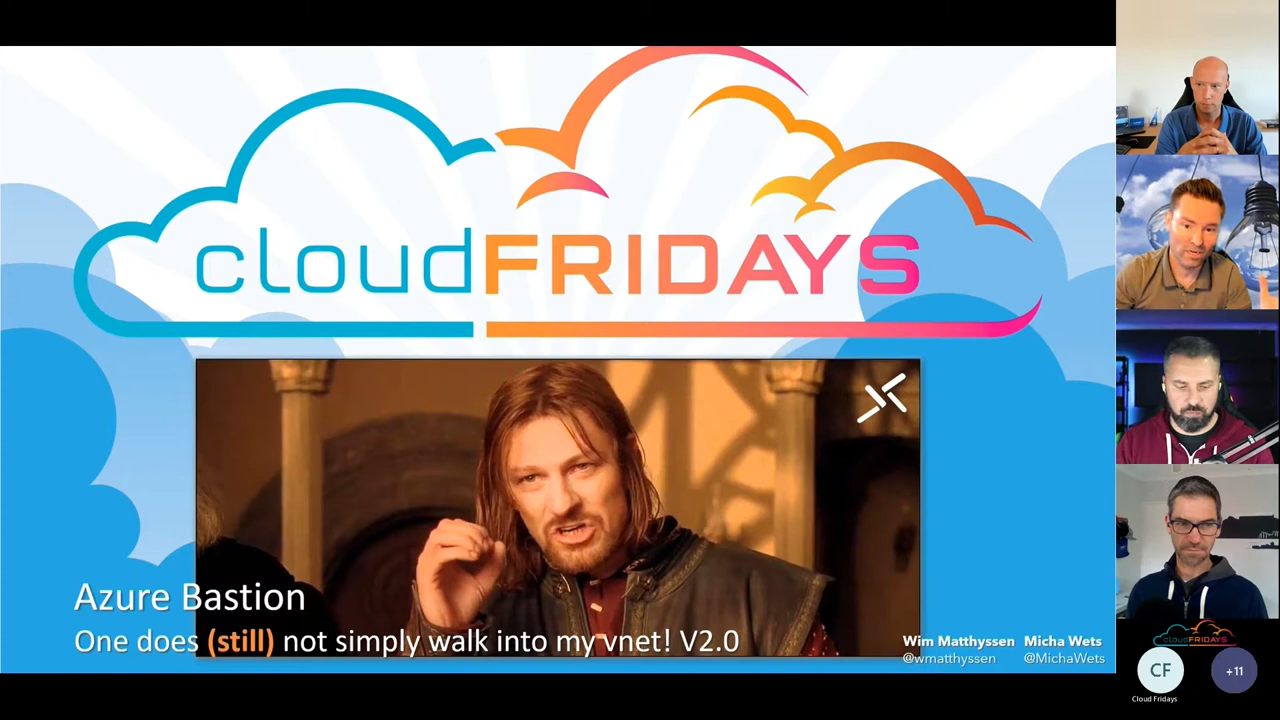 cloudFRIDAYS
Azure Bastion
One does (still) not simply walk into my vnet! V2.0
Wim Matthyssen Micha Wets
@wmatthyssen @MichaWets
cloudFRIDAYS
CF
+11
Cloud Fridays